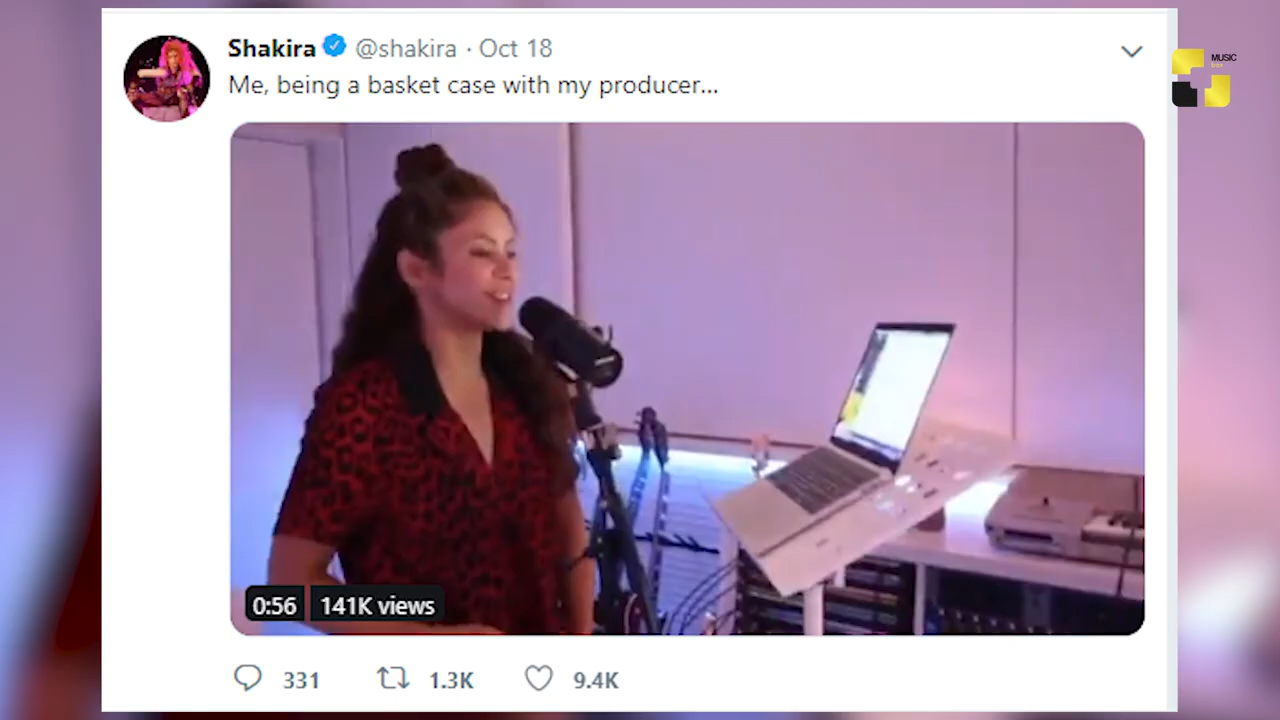 Shakira @shakira · Oct 18
Me, being a basket case with my producer...
MUSIC
box
0:56 141K views
331 1.3K 9.4K